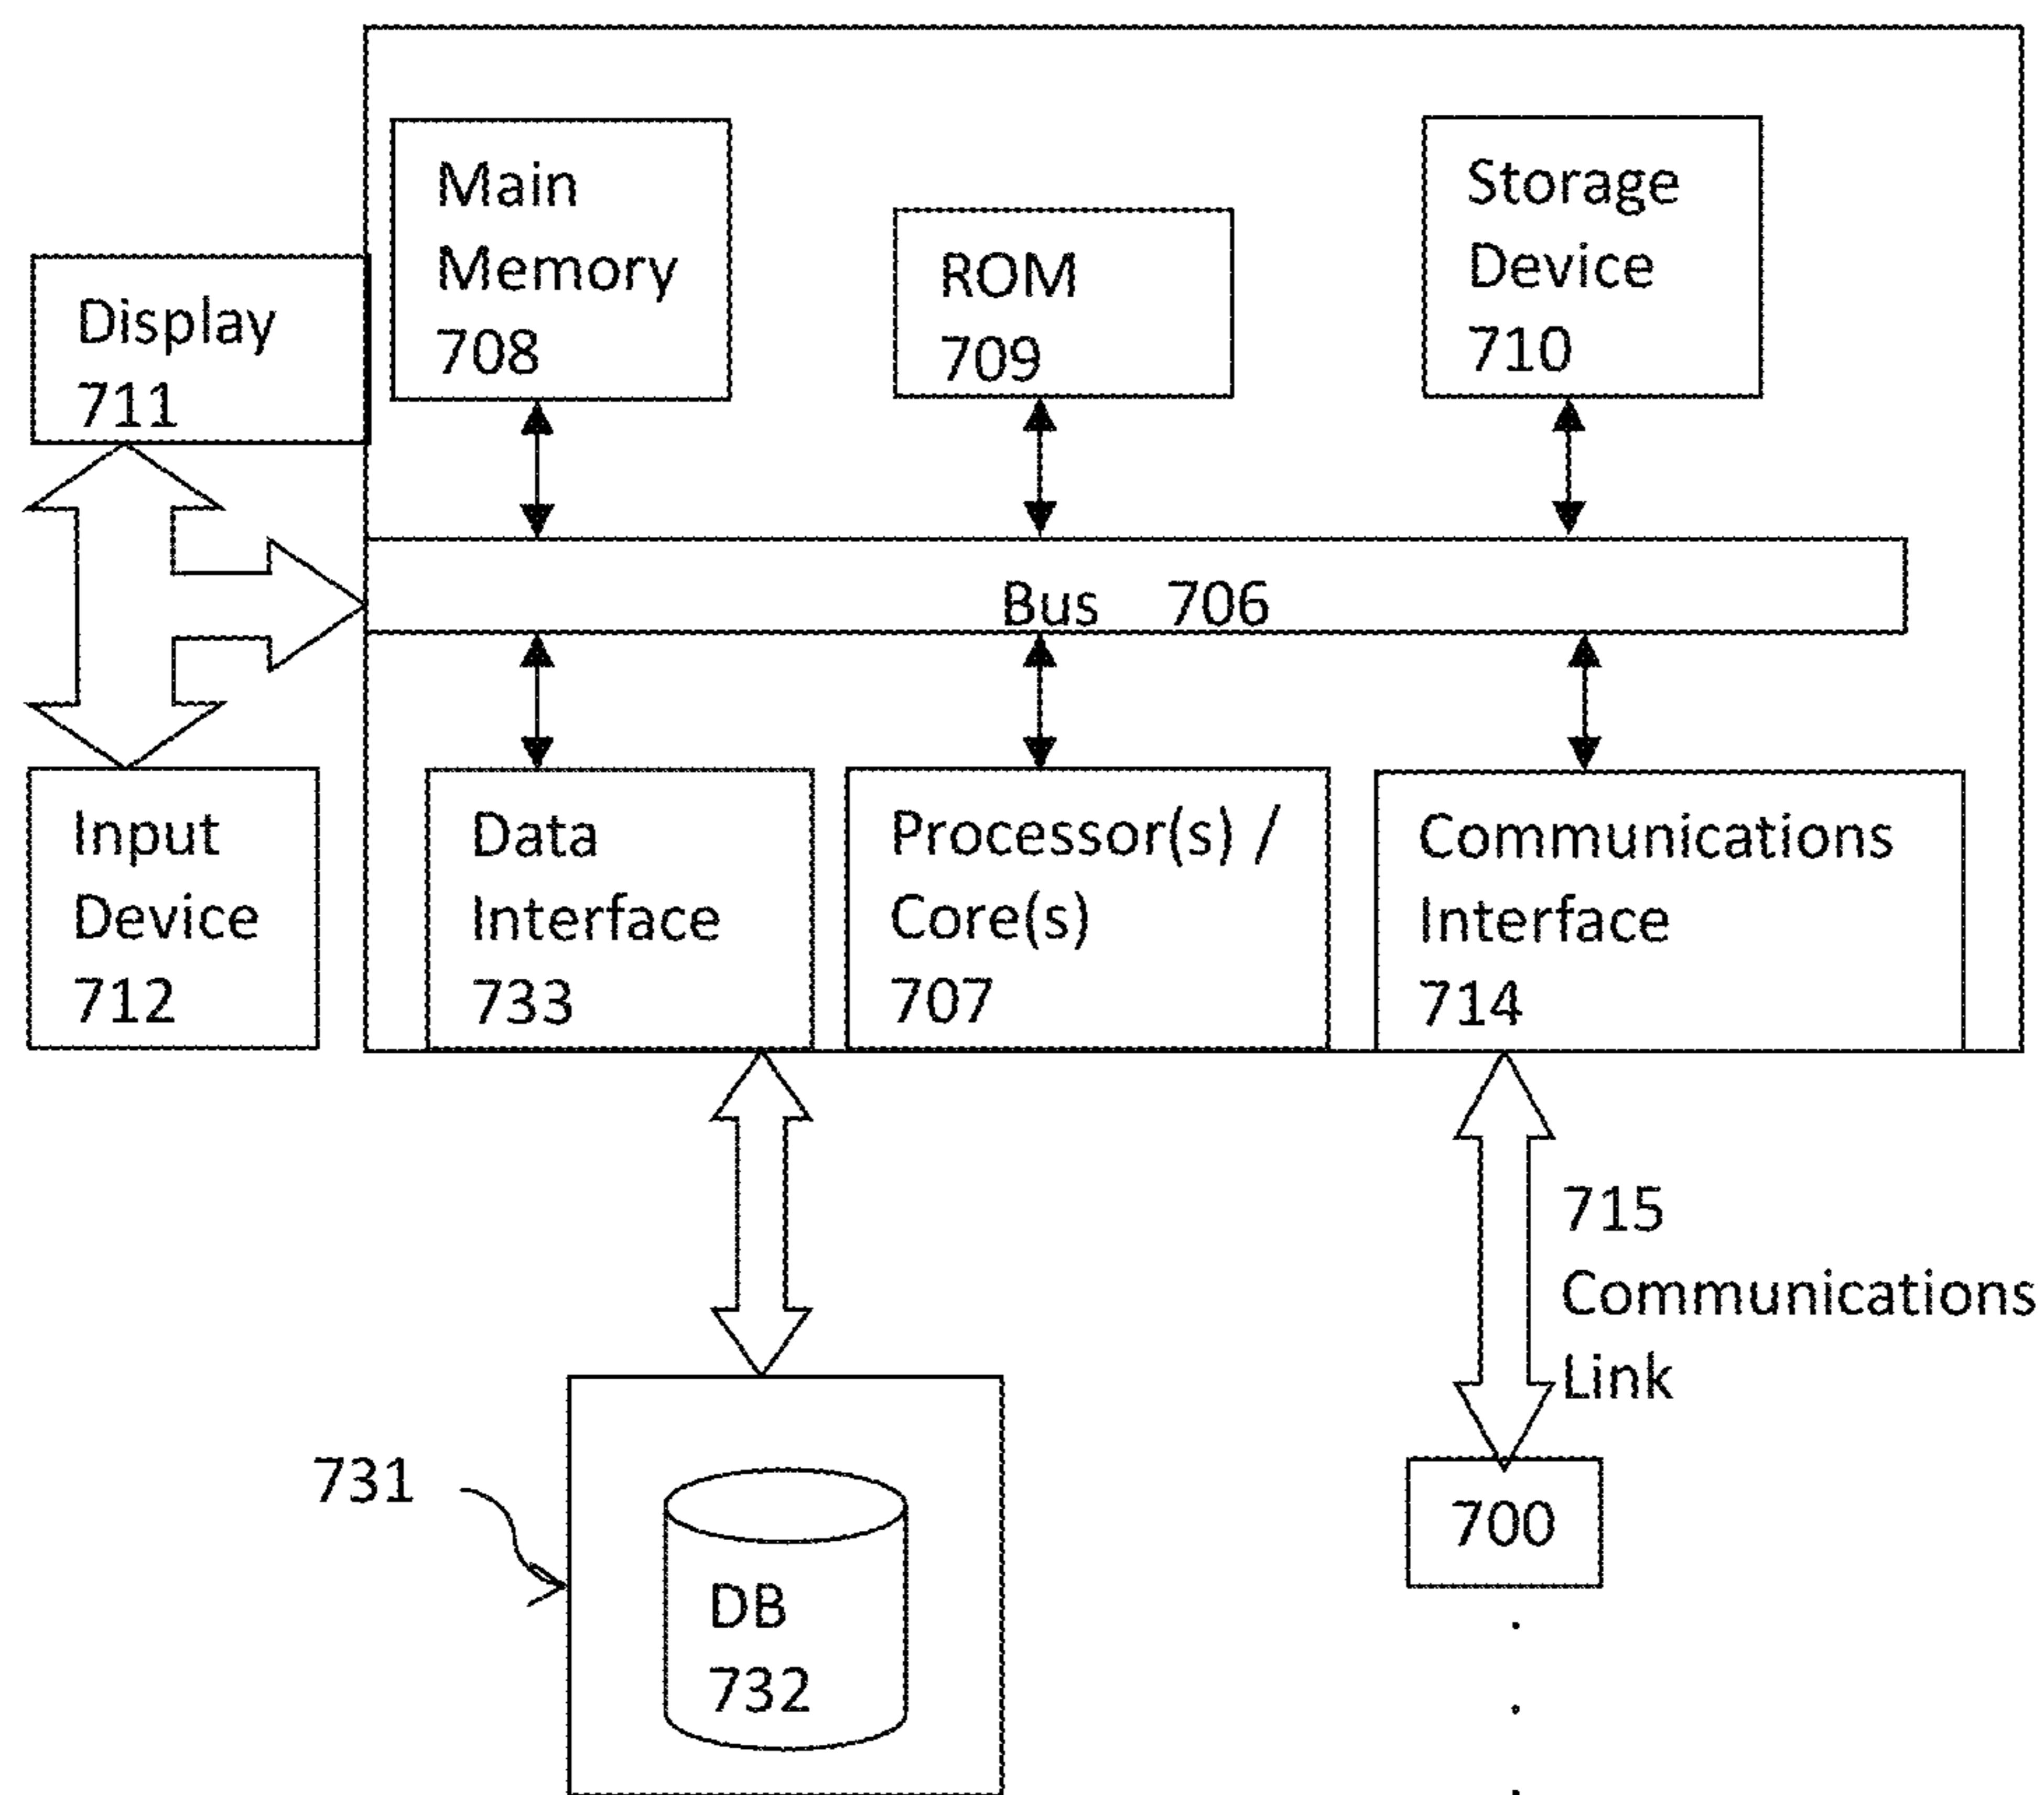 Main
Memory
708
ROM
709
Storage
Device
710
Display
711
Bus 706
Input
Device
712
Data
Interface
733
Processor(s) /
Core(s)
707
Communications
Interface
714
715
Communications
Link
731
700
DB
732